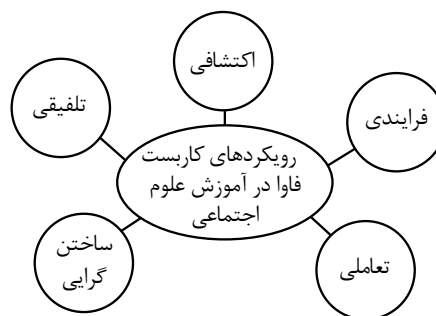 اکتشافی
فرایندی
تلفیقی
رویکردهای کاربست
فاوا در آموزش علوم
اجتماعی
ساختن
گرایی
تعاملی